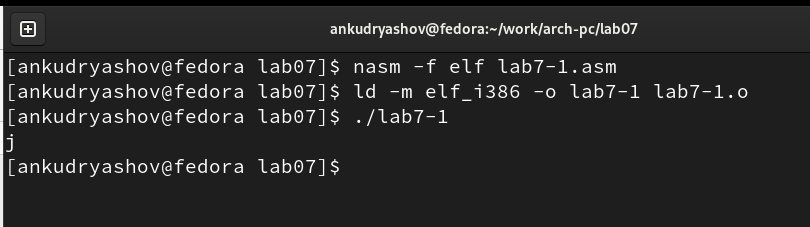 ankudryashov@fedora:~/work/arch-pc/lab07
[ankudryashov@fedora lab07]$ nasm -f elf lab7-1.asm
[ankudryashov@fedora lab07]$ ld -m elf_i386 -o lab7-1 lab7-1.o
[ankudryashov@fedora lab07]$ ./lab7-1
j
[ankudryashov@fedora lab07]$